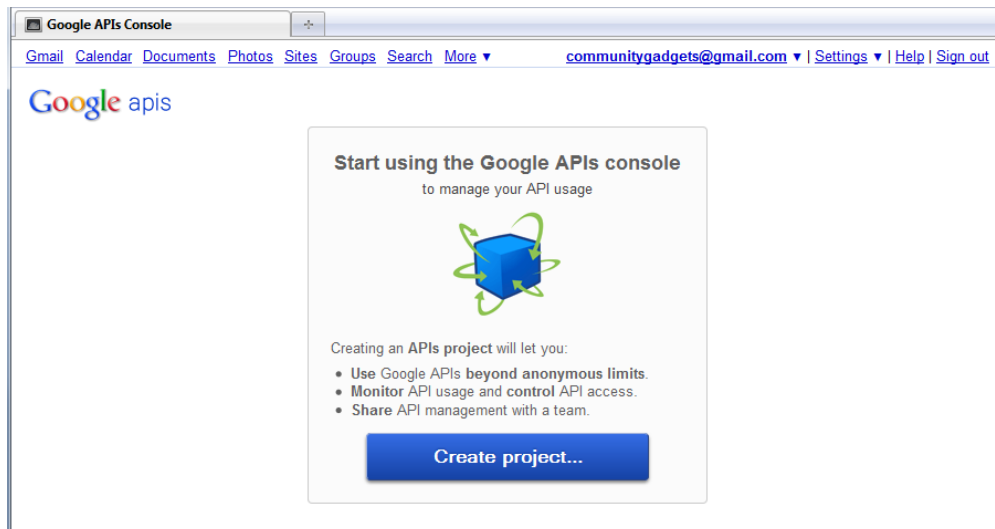 Google APIs Console
Gmail Calendar Documents Photos Sites Groups Search More ▼ communitygadgets@gmail.com ▼ | Settings ▼ | Help | Sign out
Google apis
Start using the Google APIs console
to manage your API usage
Creating an APIs project will let you:
• Use Google APIs beyond anonymous limits.
• Monitor API usage and control API access.
• Share API management with a team.
Create project...